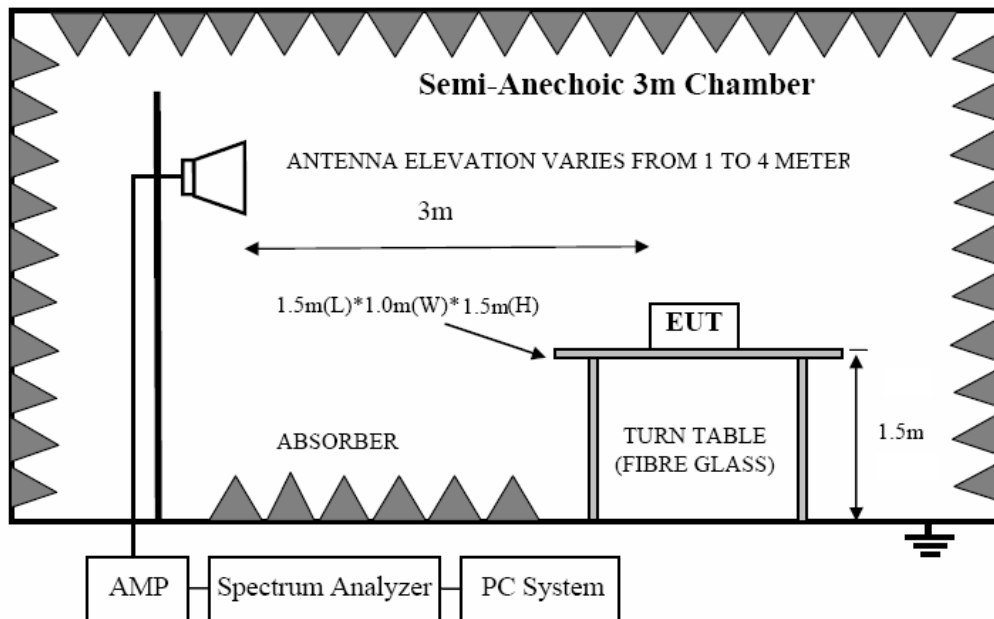 Semi-Anechoic 3m Chamber
ANTENNA ELEVATION VARIES FROM 1 TO 4 METER
3m
1.5m(L)*1.0m(W)*1.5m(H)
EUT
ABSORBER
TURN TABLE
(FIBRE GLASS)
1.5m
AMP
Spectrum Analyzer
PC System